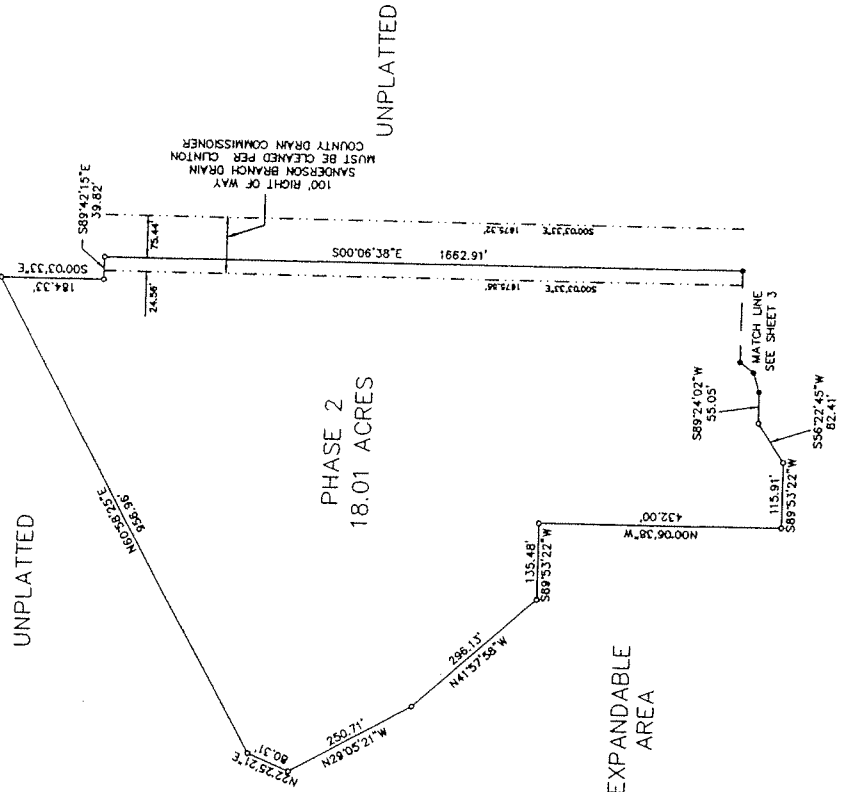 UNPLATTED
UNPLATTED
100' RIGHT OF WAY
SANDERSON BRANCH DRAIN
MUST BE CLEANED PER CLINTON
COUNTY DRAIN COMMISSIONER
S89°42'15"E
39.82'
S00°03'33"E
184.33'
24.56'
75.44'
S00°06'38"E 1662.91'
S00°03'33"E 1675.32'
S00°03'33"E
N60°58'25"E
956.96'
PHASE 2
18.01 ACRES
N22°25'21"E
80.31'
250.71'
N29°05'21"W
296.13'
N41°57'58"W
135.48'
S89°53'22"W
N00°06'38"W
432.00'
115.91'
S89°53'22"W
S56°22'45"W
82.41'
S89°24'02"W
55.05'
MATCH LINE
SEE SHEET 3
EXPANDABLE
AREA